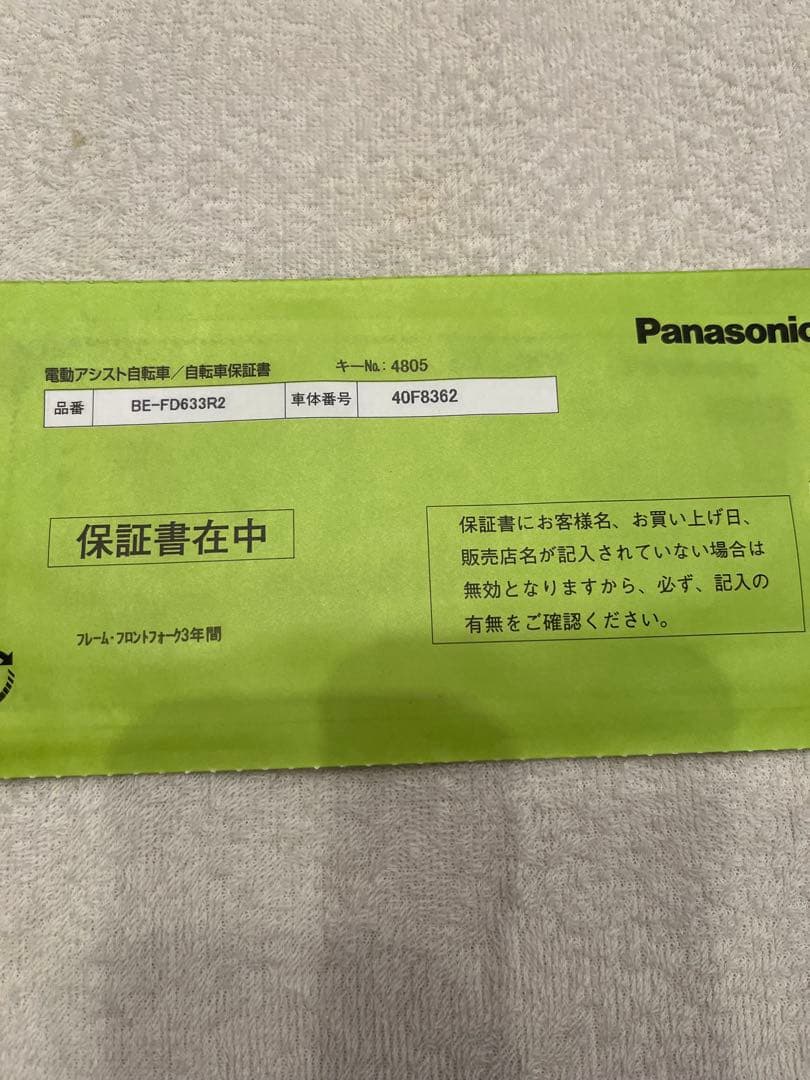 Panasonic
電動アシスト自転車／自転車保証書 キーNo.: 4805
品番 BE-FD633R2 車体番号 40F8362
保証書在中
保証書にお客様名、お買い上げ日、
販売店名が記入されていない場合は
無効となりますから、必ず、記入の
有無をご確認ください。
フレーム・フロントフォーク3年間